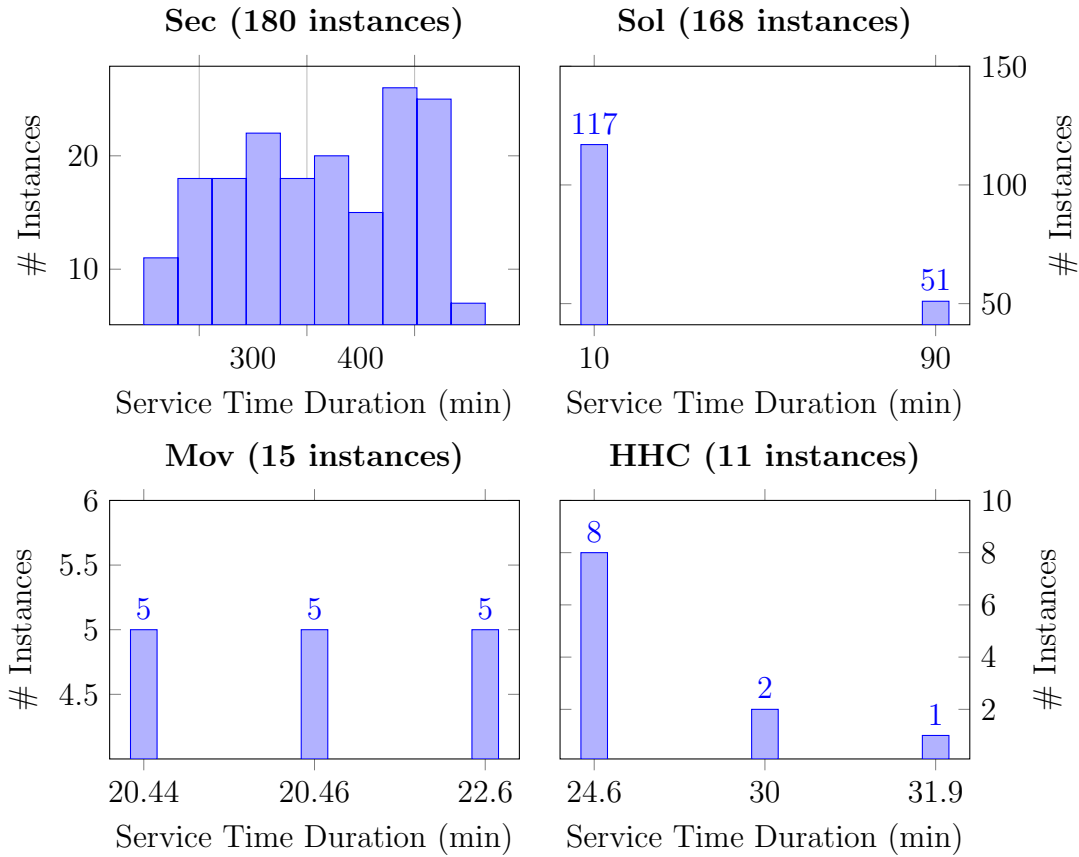 Sec (180 instances)
# Instances
20
10
300 400
Service Time Duration (min)
Sol (168 instances)
117
51
150
100
50
# Instances
10 90
Service Time Duration (min)
Mov (15 instances)
# Instances
6
5.5
5
4.5
5 5 5
20.44 20.46 22.6
Service Time Duration (min)
HHC (11 instances)
8
2
1
10
8
6
4
2
# Instances
24.6 30 31.9
Service Time Duration (min)